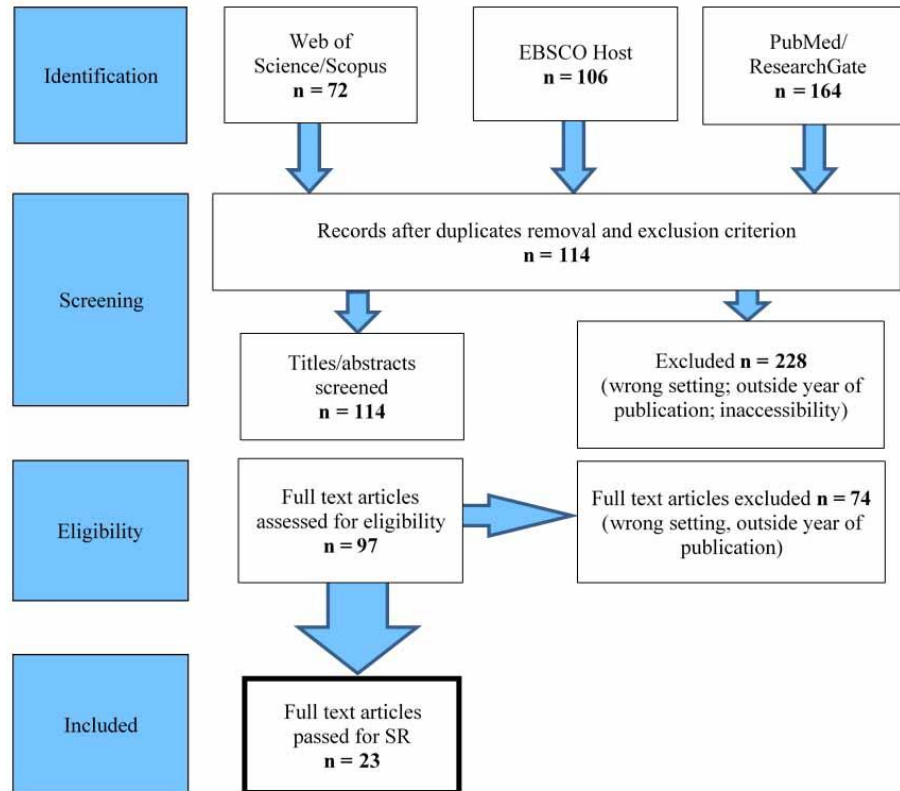 Identification
Web of
Science/Scopus
n = 72
EBSCO Host
n = 106
PubMed/
ResearchGate
n = 164
Screening
Records after duplicates removal and exclusion criterion
n = 114
Titles/abstracts
screened
n = 114
Excluded n = 228
(wrong setting; outside year of
publication; inaccessibility)
Eligibility
Full text articles
assessed for eligibility
n = 97
Full text articles excluded n = 74
(wrong setting, outside year of
publication)
Included
Full text articles
passed for SR
n = 23